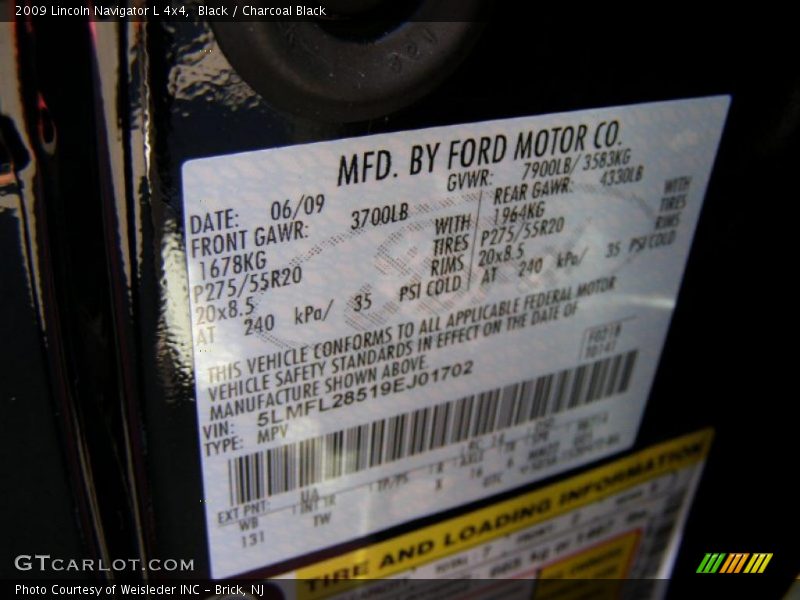 2009 Lincoln Navigator L 4x4, Black / Charcoal Black
MFD. BY FORD MOTOR CO.
DATE: 06/09 GVWR: 7900LB/ 3583KG
FRONT GAWR: 3700LB REAR GAWR: 4330LB
1678KG WITH 1964KG WITH
P275/55R20 TIRES P275/55R20 TIRES
20x8.5 RIMS 20x8.5 RIMS
AT 240 kPa/ 35 PSI COLD AT 240 kPa/ 35 PSI COLD
THIS VEHICLE CONFORMS TO ALL APPLICABLE FEDERAL MOTOR
VEHICLE SAFETY STANDARDS IN EFFECT ON THE DATE OF
MANUFACTURE SHOWN ABOVE.
VIN: 5LMFL28519EJ01702
TYPE: MPV
EXT PNT: UA
WB INT TR
131 TW
TIRE AND LOADING INFORMATION
GTCARLOT.COM
Photo Courtesy of Weisleder INC - Brick, NJ